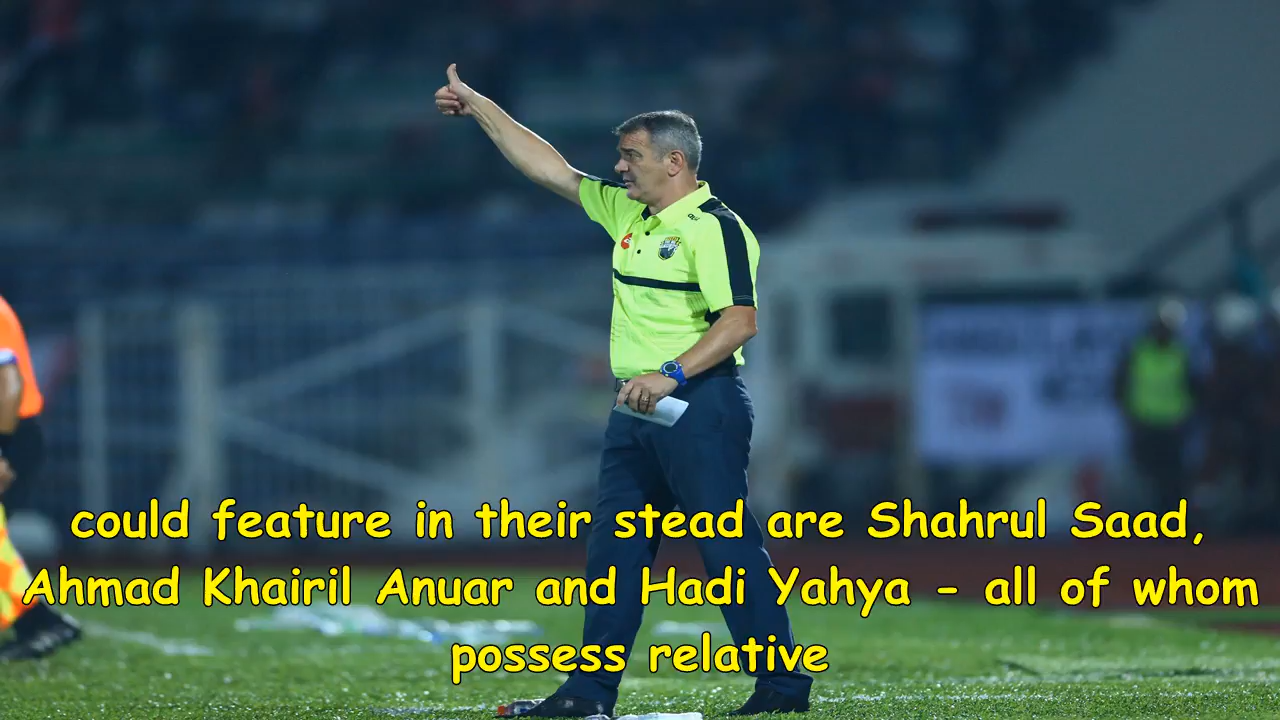 could feature in their stead are Shahrul Saad,
Ahmad Khairil Anuar and Hadi Yahya - all of whom
possess relative